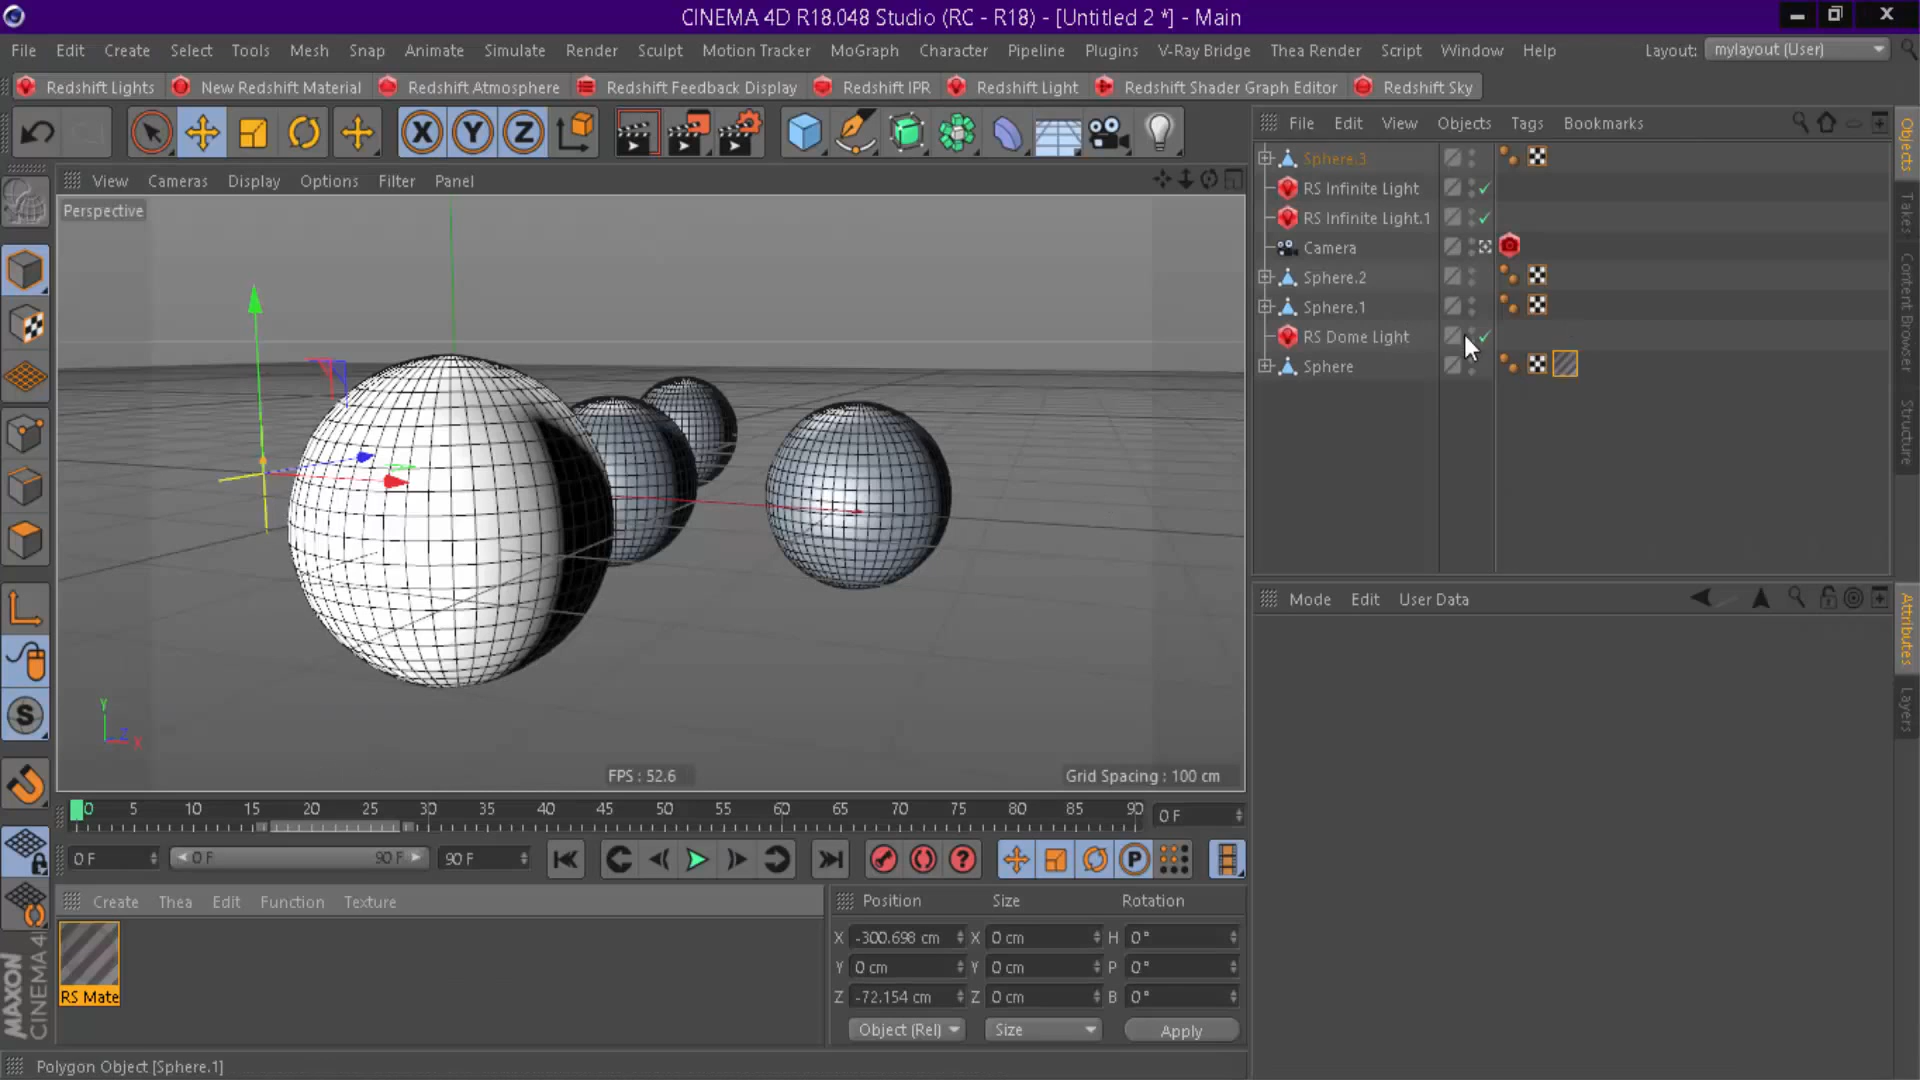 CINEMA 4D R18.048 Studio (RC - R18) - [Untitled 2 *] - Main
File Edit Create Select Tools Mesh Snap Animate Simulate Render Sculpt Motion Tracker MoGraph Character Pipeline Plugins V-Ray Bridge Thea Render Script Window Help Layout: mylayout (User)
Redshift Lights New Redshift Material Redshift Atmosphere Redshift Feedback Display Redshift IPR Redshift Light Redshift Shader Graph Editor Redshift Sky
X Y Z
File Edit View Objects Tags Bookmarks
View Cameras Display Options Filter Panel
Perspective
Sphere.3
RS Infinite Light
RS Infinite Light.1
Camera
Sphere.2
Sphere.1
RS Dome Light
Sphere
Objects
Takes
Content Browser
Structure
Mode Edit User Data
Attributes
Layers
S
Y
Z
X
FPS : 52.6
Grid Spacing : 100 cm
0 5 10 15 20 25 30 35 40 45 50 55 60 65 70 75 80 85 90 0 F
0 F 0 F 90 F 90 F P
Create Thea Edit Function Texture
RS Mate
Position Size Rotation
X -300.698 cm X 0 cm H 0°
Y 0 cm Y 0 cm P 0°
Z -72.154 cm Z 0 cm B 0°
Object (Rel) Size Apply
MAXON
CINEMA 4D
Polygon Object [Sphere.1]